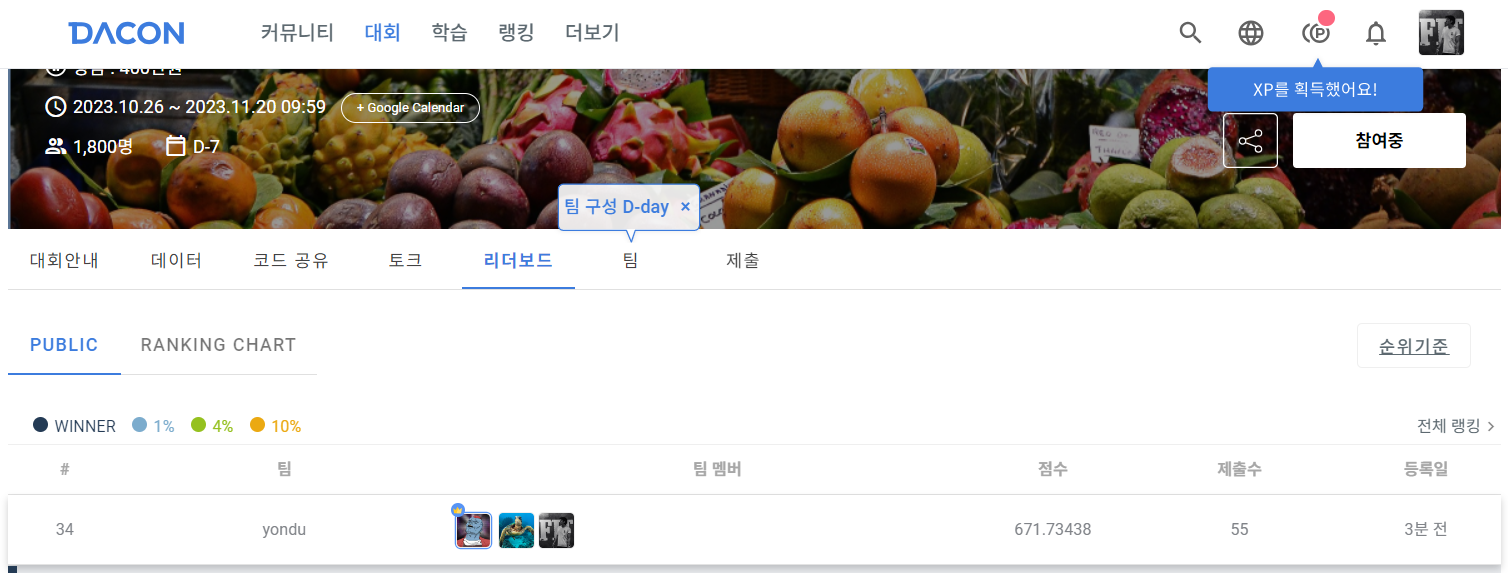 DACON 커뮤니티 대회 학습 랭킹 더보기
XP를 획득했어요!
2023.10.26 ~ 2023.11.20 09:59 + Google Calendar
1,800명 D-7
참여중
팀 구성 D-day ×
대회안내 데이터 코드 공유 토크 리더보드 팀 제출
PUBLIC RANKING CHART 순위기준
WINNER 1% 4% 10% 전체 랭킹 >
# 팀 팀 멤버 점수 제출수 등록일
34 yondu 671.73438 55 3분 전